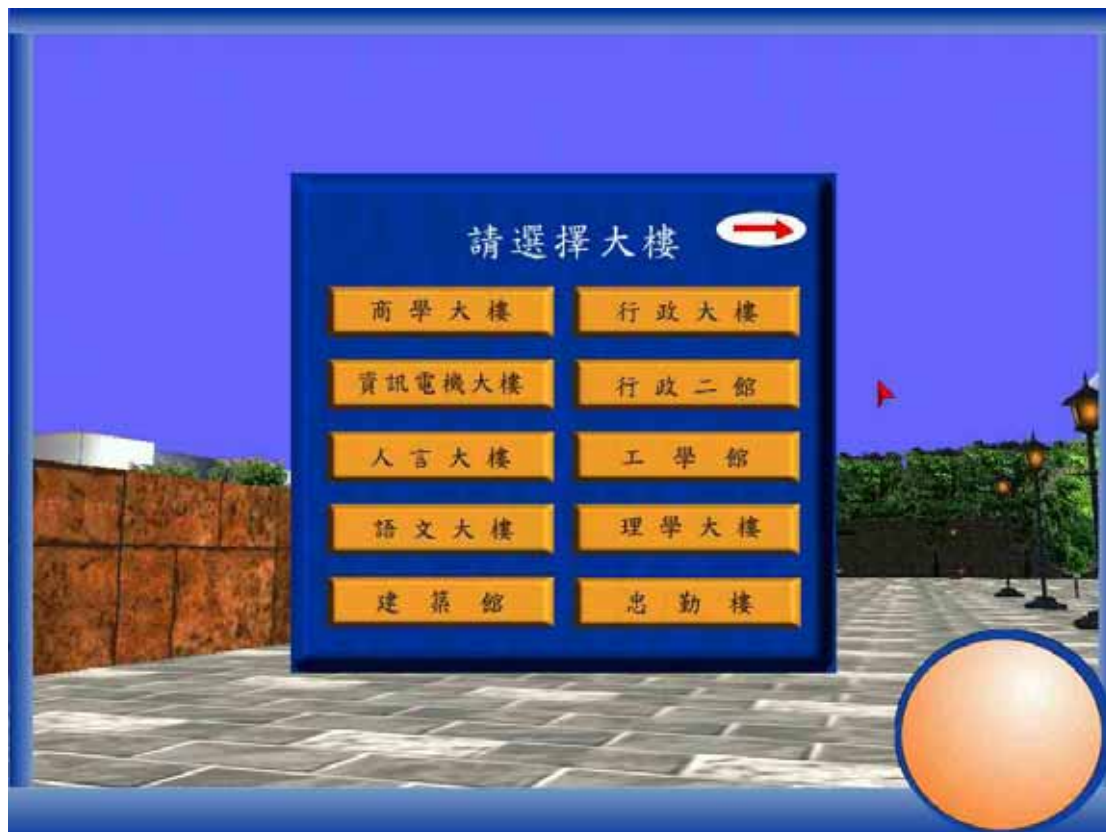 請選擇大樓
商學大樓 行政大樓
資訊電機大樓 行政二館
人言大樓 工學館
語文大樓 理學大樓
建築館 忠勤樓